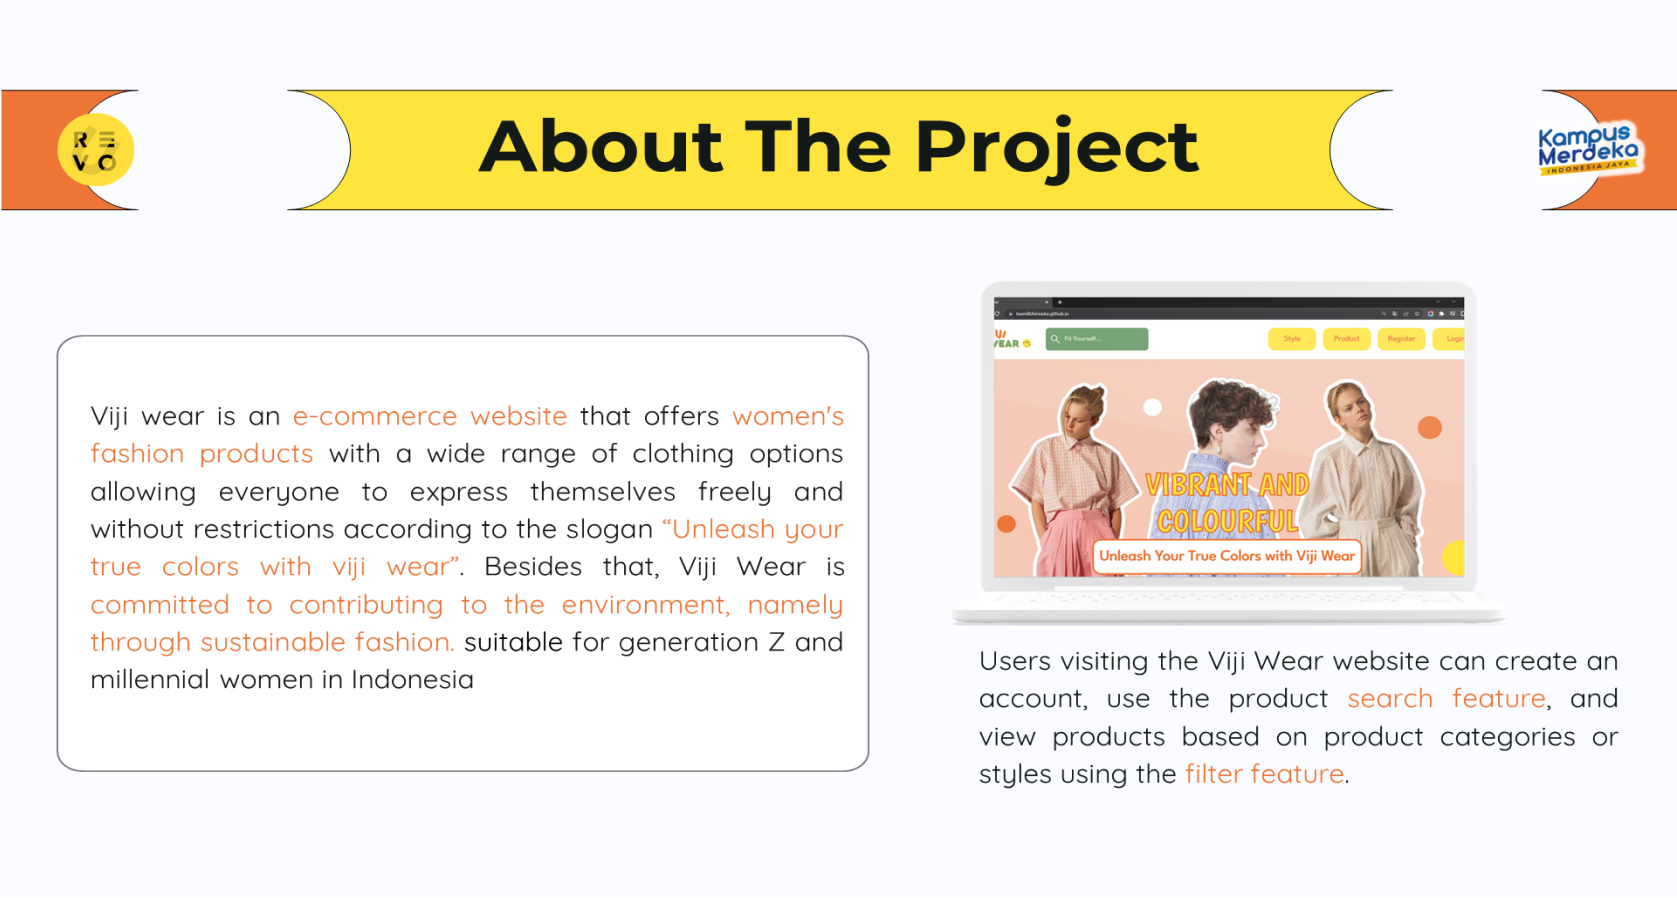 RE
VO
About The Project
Kampus
Merdeka
INDONESIA JAYA
Viji wear is an e-commerce website that offers women's
fashion products with a wide range of clothing options
allowing everyone to express themselves freely and
without restrictions according to the slogan “Unleash your
true colors with viji wear”. Besides that, Viji Wear is
committed to contributing to the environment, namely
through sustainable fashion. suitable for generation Z and
millennial women in Indonesia
Fit Yourself...
Style
Product
Register
Login
VIBRANT AND
COLOURFUL
Unleash Your True Colors with Viji Wear
Users visiting the Viji Wear website can create an
account, use the product search feature, and
view products based on product categories or
styles using the filter feature.